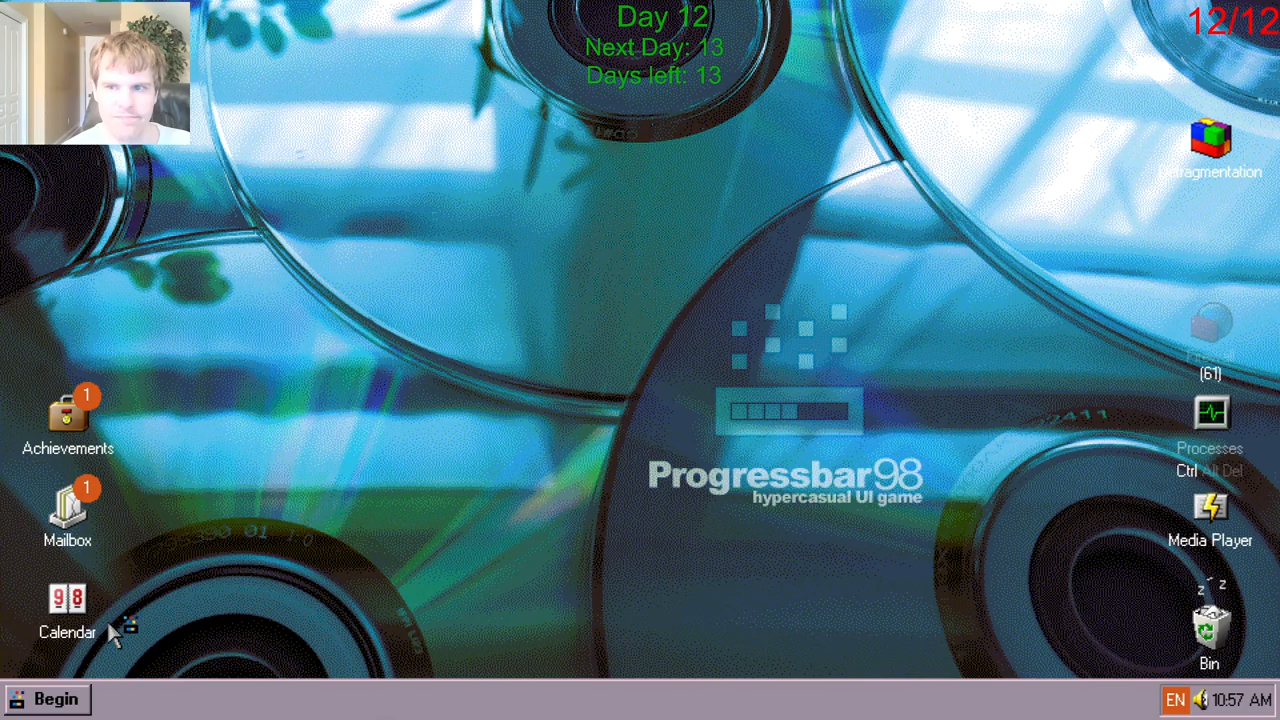 Day 12
Next Day: 13
Days left: 13
12/12
Defragmentation
(61)
2411
1
Achievements
Processes
Ctrl Alt Del
Progressbar98
hypercasual UI game
1
Mailbox
Media Player
z z
98
Calendar
Bin
Begin
EN
10:57 AM